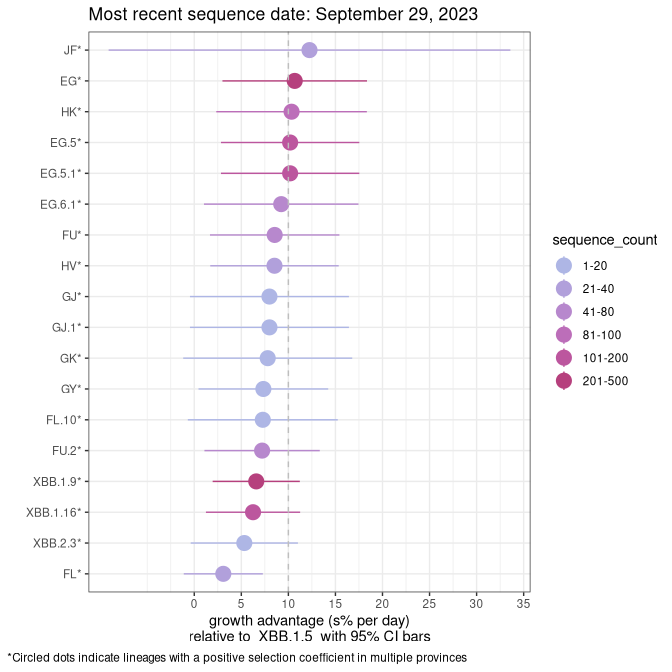 Most recent sequence date: September 29, 2023
JF*
EG*
HK*
EG.5*
EG.5.1*
EG.6.1*
FU*
HV*
GJ*
GJ.1*
GK*
GY*
FL.10*
FU.2*
XBB.1.9*
XBB.1.16*
XBB.2.3*
FL*
0 5 10 15 20 25 30 35
growth advantage (s% per day)
relative to XBB.1.5 with 95% CI bars
sequence_count
1-20
21-40
41-80
81-100
101-200
201-500
*Circled dots indicate lineages with a positive selection coefficient in multiple provinces